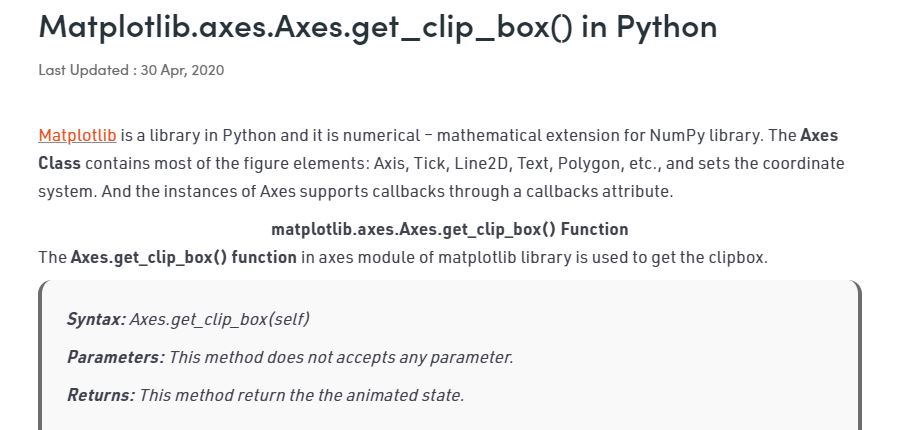 Matplotlib.axes.Axes.get_clip_box() in Python
Last Updated : 30 Apr, 2020
Matplotlib is a library in Python and it is numerical – mathematical extension for NumPy library. The Axes
Class contains most of the figure elements: Axis, Tick, Line2D, Text, Polygon, etc., and sets the coordinate
system. And the instances of Axes supports callbacks through a callbacks attribute.
matplotlib.axes.Axes.get_clip_box() Function
The Axes.get_clip_box() function in axes module of matplotlib library is used to get the clipbox.
Syntax: Axes.get_clip_box(self)
Parameters: This method does not accepts any parameter.
Returns: This method return the the animated state.